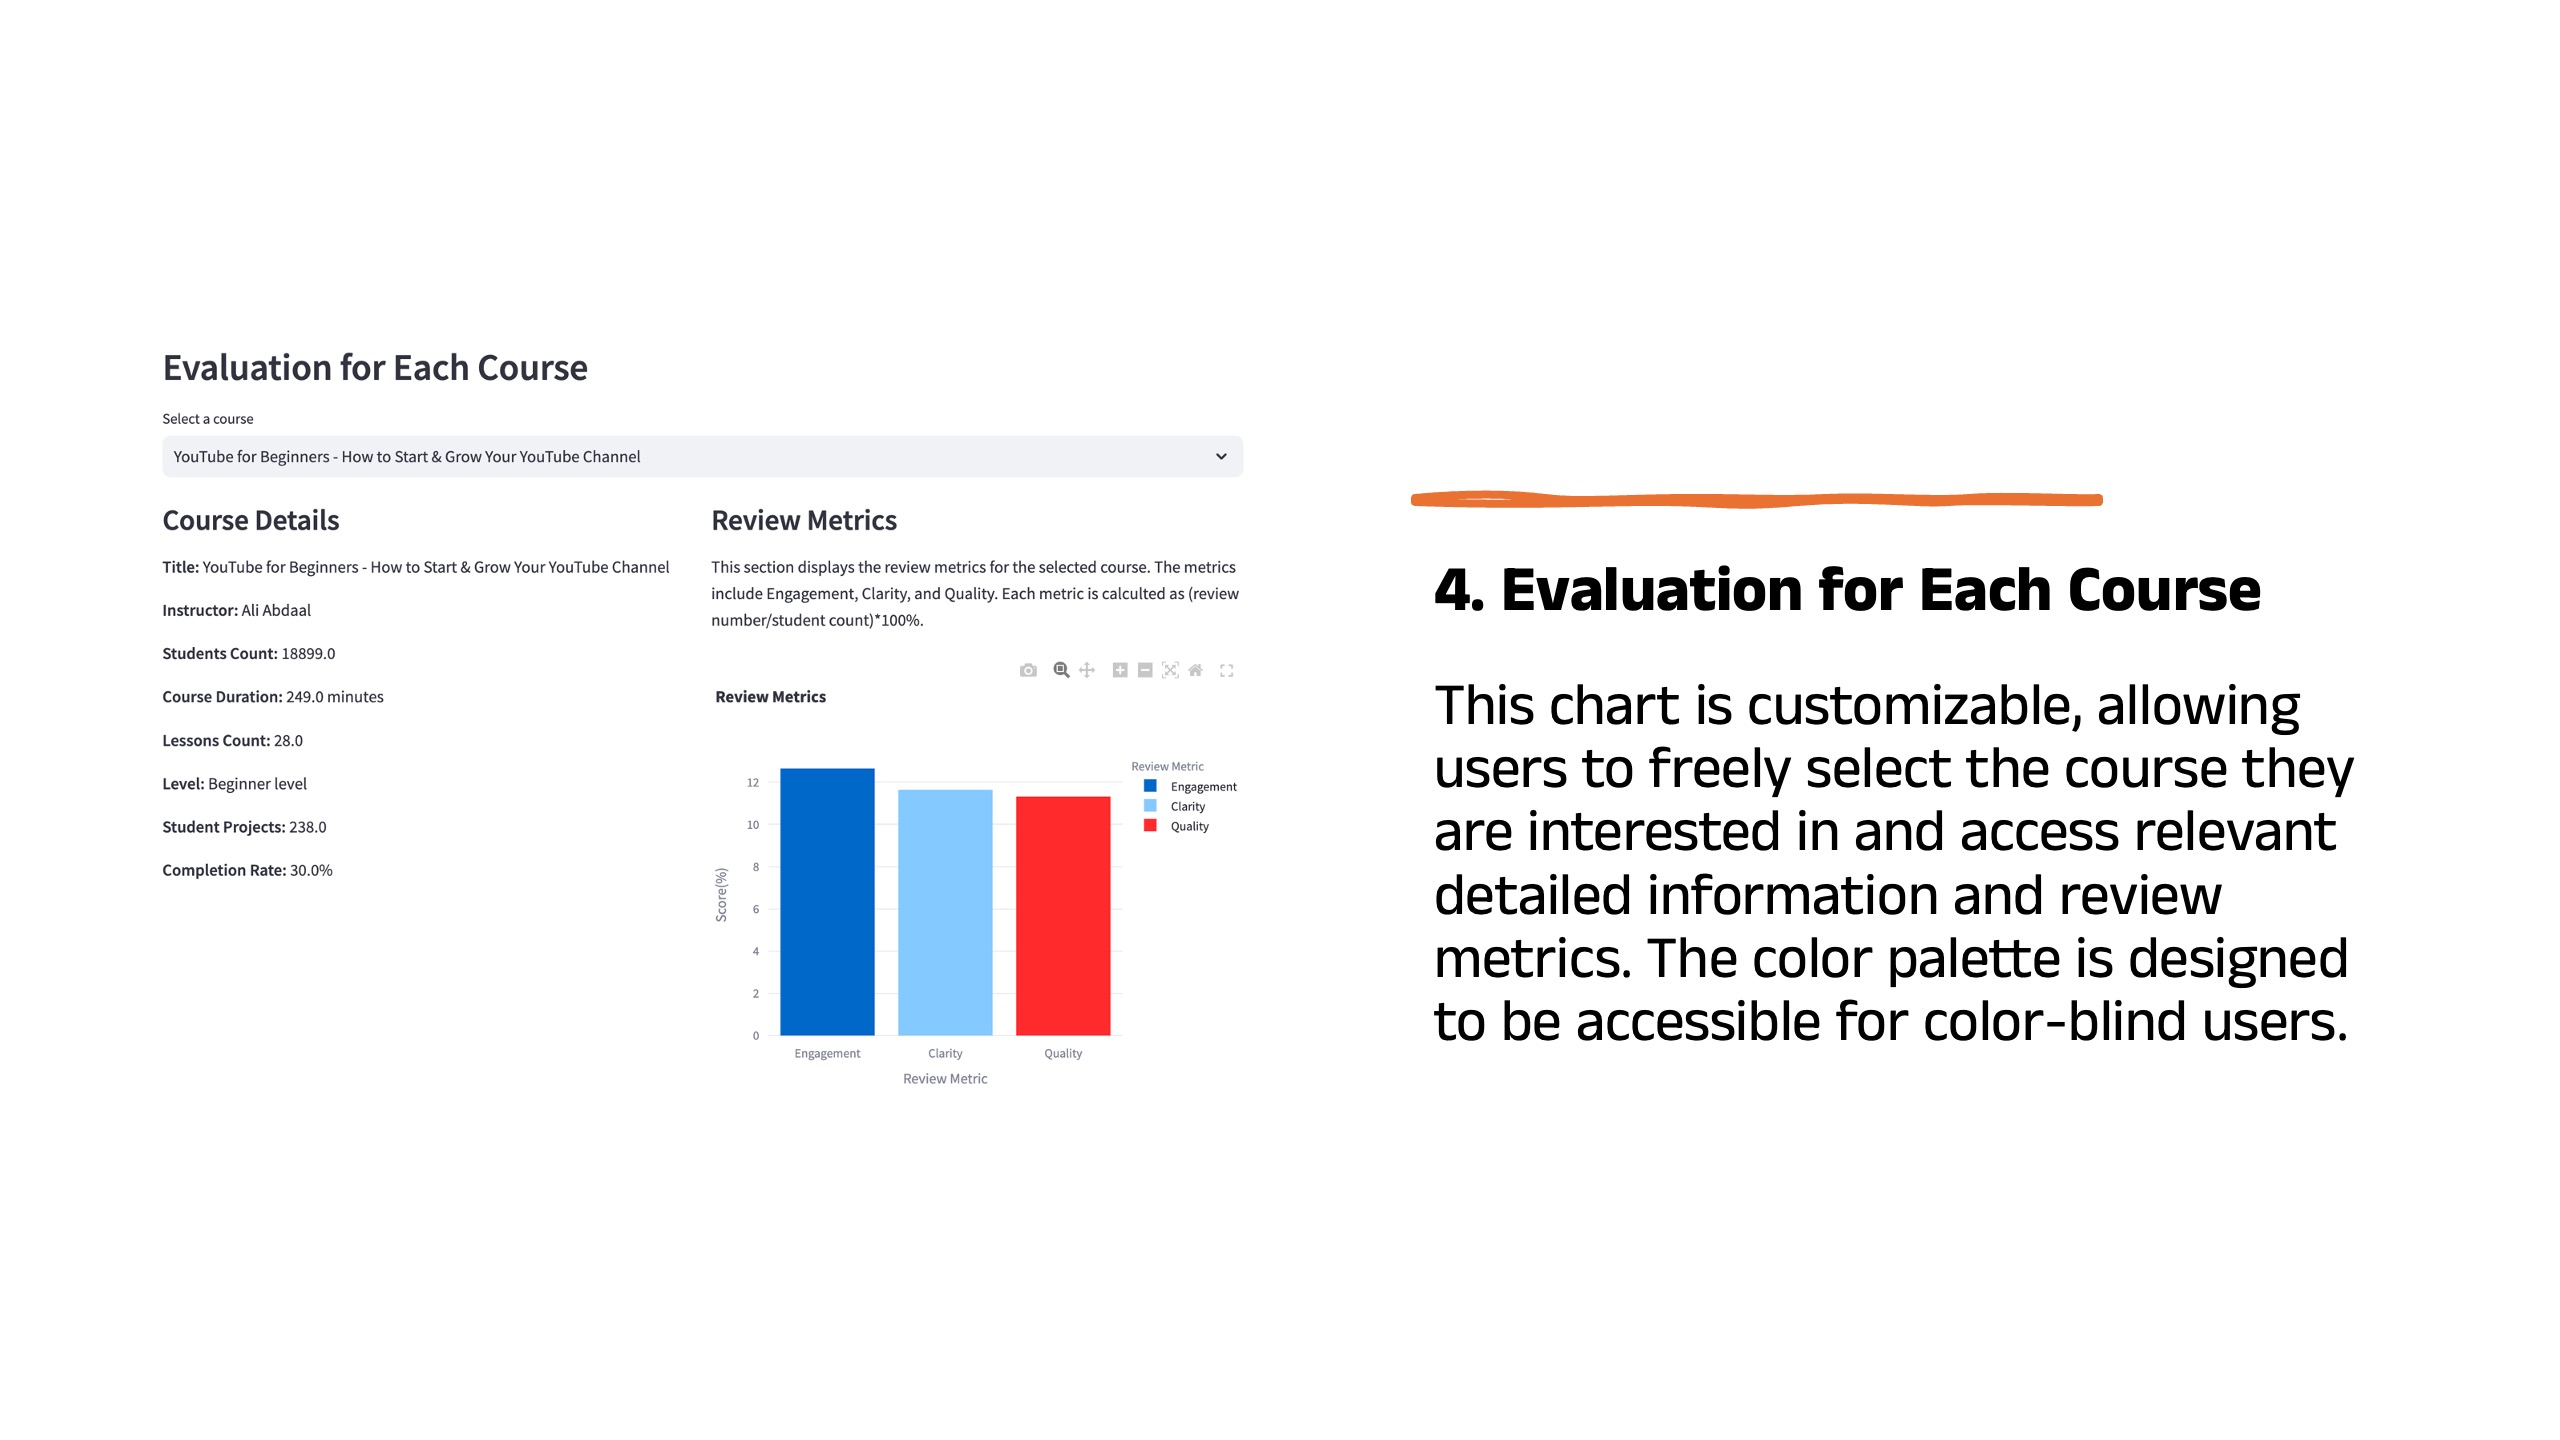 Evaluation for Each Course
Select a course
YouTube for Beginners - How to Start & Grow Your YouTube Channel
Course Details
Title: YouTube for Beginners - How to Start & Grow Your YouTube Channel
Instructor: Ali Abdaal
Students Count: 18899.0
Course Duration: 249.0 minutes
Lessons Count: 28.0
Level: Beginner level
Student Projects: 238.0
Completion Rate: 30.0%
Review Metrics
This section displays the review metrics for the selected course. The metrics
include Engagement, Clarity, and Quality. Each metric is calculted as (review
number/student count)*100%.
Review Metrics
12
10
8
6
4
2
0
Score(%)
Engagement
Clarity
Quality
Review Metric
Review Metric
Engagement
Clarity
Quality
4. Evaluation for Each Course
This chart is customizable, allowing
users to freely select the course they
are interested in and access relevant
detailed information and review
metrics. The color palette is designed
to be accessible for color-blind users.